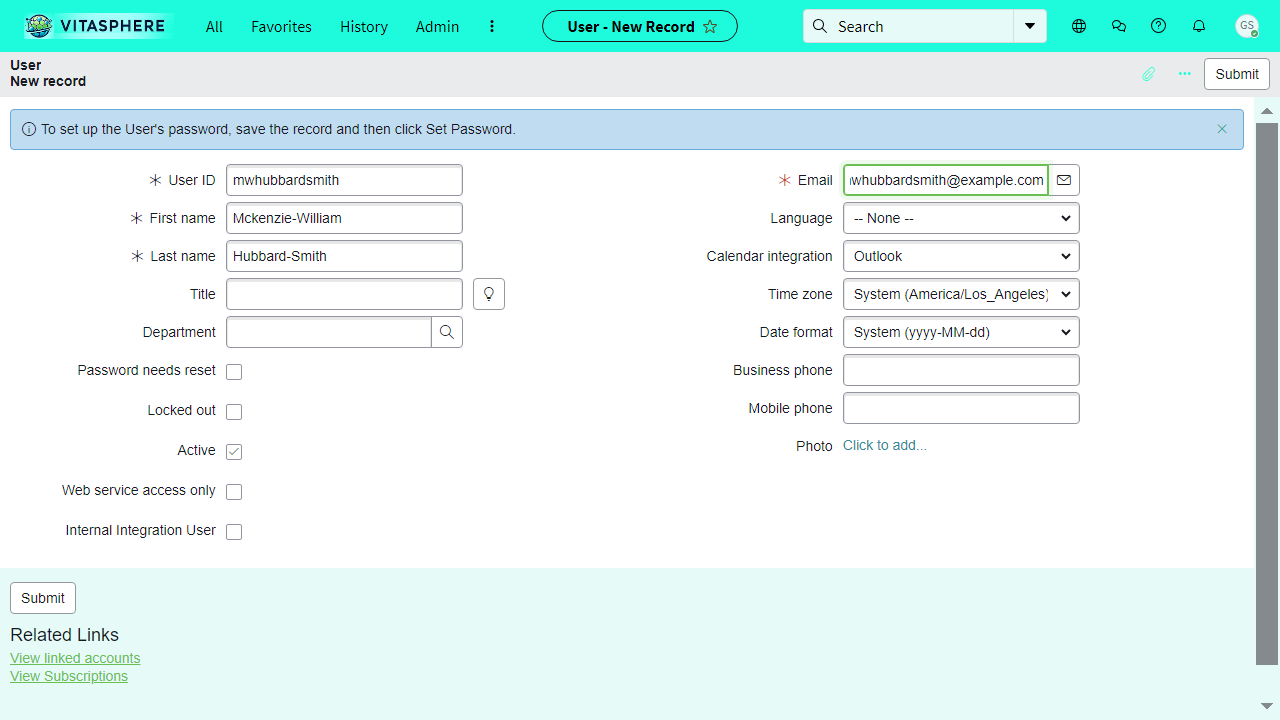 VITASPHERE
All
Favorites
History
Admin
User - New Record
Search
GS
User
New record
Submit
To set up the User's password, save the record and then click Set Password.
User ID
mwhubbardsmith
First name
Mckenzie-William
Last name
Hubbard-Smith
Title
Department
Password needs reset
Locked out
Active
Web service access only
Internal Integration User
Email
whubbardsmith@example.com
Language
-- None --
Calendar integration
Outlook
Time zone
System (America/Los_Angeles)
Date format
System (yyyy-MM-dd)
Business phone
Mobile phone
Photo
Click to add...
Submit
Related Links
View linked accounts
View Subscriptions